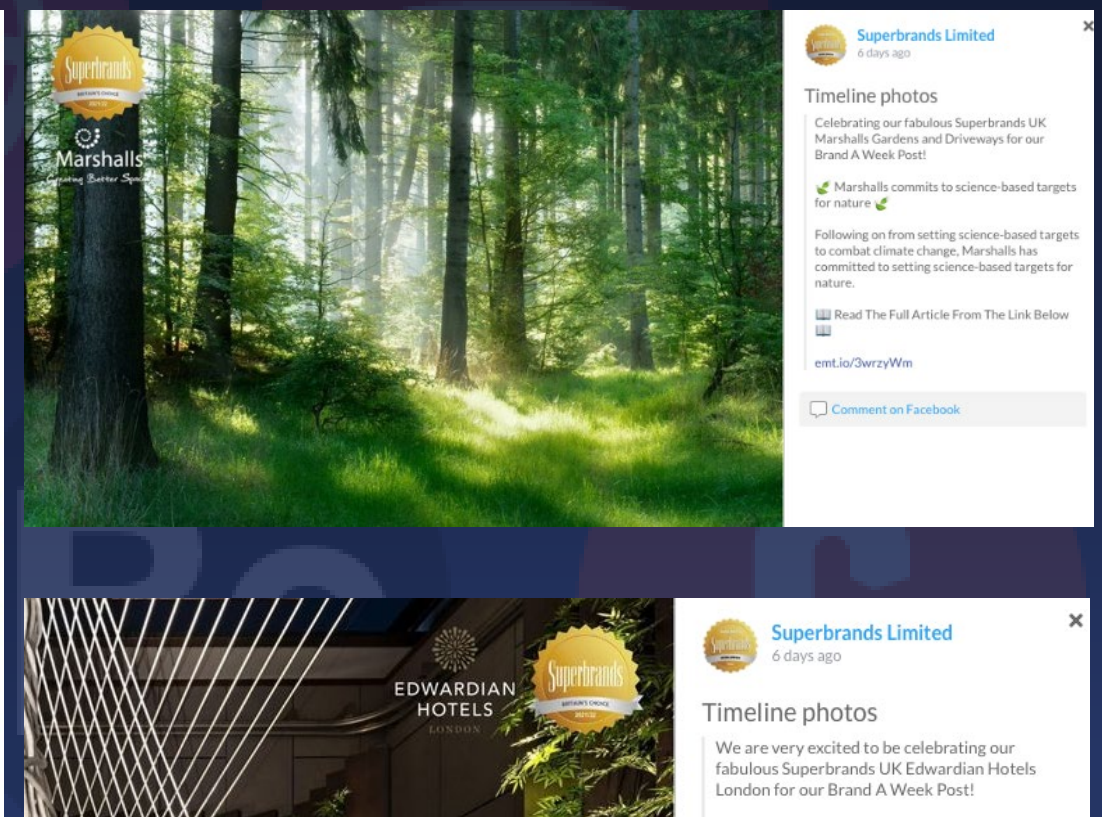 Superbrands
BRITAIN'S CHOICE
2021/22
Marshalls
Creating Better Spaces
Superbrands Limited
6 days ago
Timeline photos
Celebrating our fabulous Superbrands UK
Marshalls Gardens and Driveways for our
Brand A Week Post!
🌿 Marshalls commits to science-based targets
for nature 🌿
Following on from setting science-based targets
to combat climate change, Marshalls has
committed to setting science-based targets for
nature.
📖 Read The Full Article From The Link Below
📖
emt.io/3wrzyWm
Comment on Facebook
EDWARDIAN
HOTELS
LONDON
Superbrands
BRITAIN'S CHOICE
2021/22
Superbrands Limited
6 days ago
Timeline photos
We are very excited to be celebrating our
fabulous Superbrands UK Edwardian Hotels
London for our Brand A Week Post!